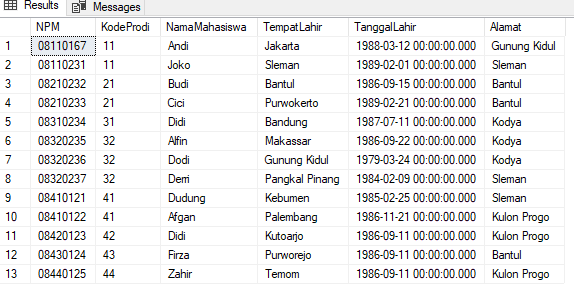 Results Messages
NPM KodeProdi NamaMahasiswa TempatLahir TanggalLahir Alamat
1 08110167 11 Andi Jakarta 1988-03-12 00:00:00.000 Gunung Kidul
2 08110231 11 Joko Sleman 1989-02-01 00:00:00.000 Sleman
3 08210232 21 Budi Bantul 1986-09-15 00:00:00.000 Bantul
4 08210233 21 Cici Purwokerto 1989-02-21 00:00:00.000 Bantul
5 08310234 31 Didi Bandung 1987-07-11 00:00:00.000 Kodya
6 08320235 32 Alfin Makassar 1986-09-22 00:00:00.000 Kodya
7 08320236 32 Dodi Gunung Kidul 1979-03-24 00:00:00.000 Kodya
8 08320237 32 Derri Pangkal Pinang 1984-02-09 00:00:00.000 Sleman
9 08410121 41 Dudung Kebumen 1985-02-25 00:00:00.000 Sleman
10 08410122 41 Afgan Palembang 1986-11-21 00:00:00.000 Kulon Progo
11 08420123 42 Didi Kutoarjo 1986-09-11 00:00:00.000 Kulon Progo
12 08430124 43 Firza Purworejo 1986-09-11 00:00:00.000 Bantul
13 08440125 44 Zahir Temom 1986-09-11 00:00:00.000 Kulon Progo